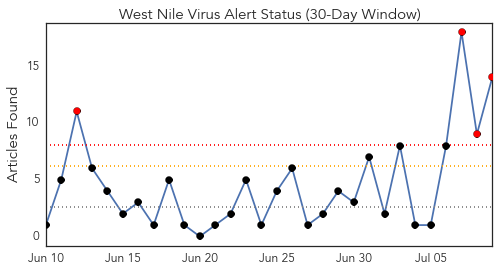 West Nile Virus Alert Status (30-Day Window)
Articles Found
15
10
5
0
Jun 10
Jun 15
Jun 20
Jun 25
Jun 30
Jul 05